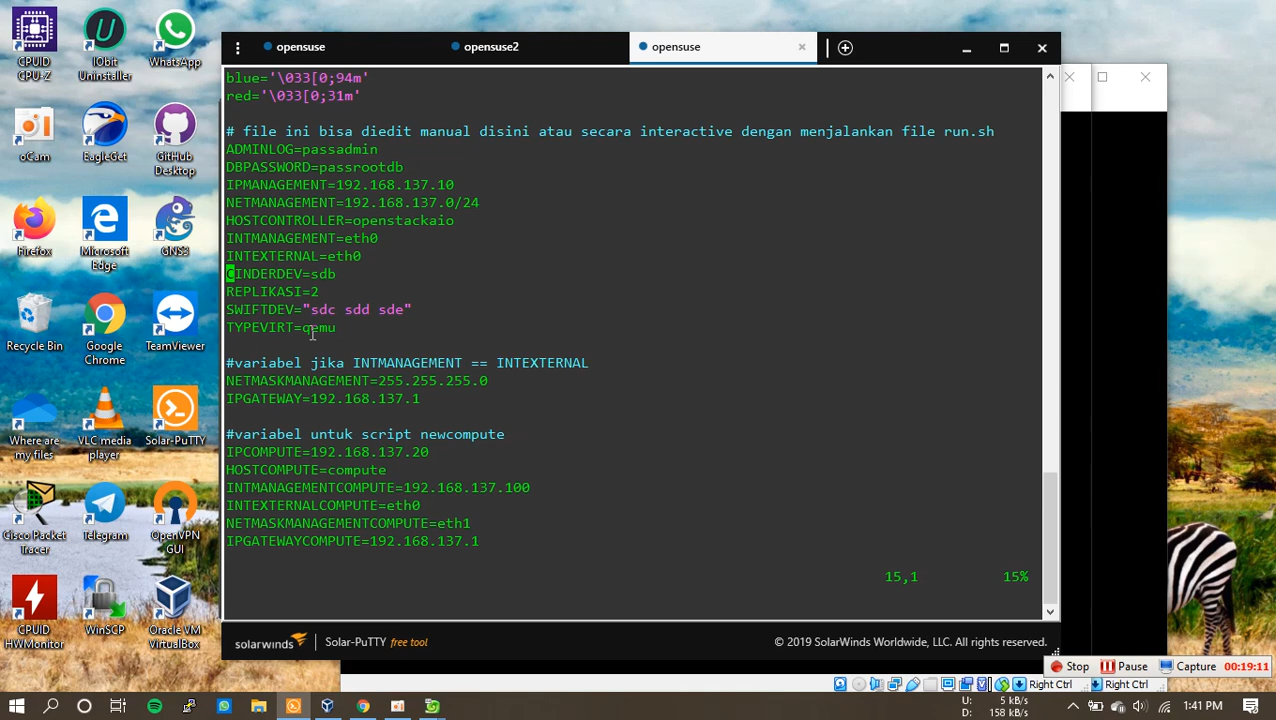 CPUID CPU-Z
IObit Uninstaller
WhatsApp
oCam
EagleGet
GitHub Desktop
Firefox
Microsoft Edge
GNS3
Recycle Bin
Google Chrome
TeamViewer
Where are my files
VLC media player
Solar-PuTTY
Cisco Packet Tracer
Telegram
OpenVPN GUI
CPUID HWMonitor
WinSCP
Oracle VM VirtualBox
opensuse
opensuse2
opensuse
blue='\033[0;94m'
red='\033[0;31m'
# file ini bisa diedit manual disini atau secara interactive dengan menjalankan file run.sh
ADMINLOG=passadmin
DBPASSWORD=passrootdb
IPMANAGEMENT=192.168.137.10
NETMANAGEMENT=192.168.137.0/24
HOSTCONTROLLER=openstackaio
INTMANAGEMENT=eth0
INTEXTERNAL=eth0
CINDERDEV=sdb
REPLIKASI=2
SWIFTDEV="sdc sdd sde"
TYPEVIRT=qemu
#variabel jika INTMANAGEMENT == INTEXTERNAL
NETMASKMANAGEMENT=255.255.255.0
IPGATEWAY=192.168.137.1
#variabel untuk script newcompute
IPCOMPUTE=192.168.137.20
HOSTCOMPUTE=compute
INTMANAGEMENTCOMPUTE=192.168.137.100
INTEXTERNALCOMPUTE=eth0
NETMASKMANAGEMENTCOMPUTE=eth1
IPGATEWAYCOMPUTE=192.168.137.1
15,1 15%
solarwinds Solar-PuTTY free tool © 2019 SolarWinds Worldwide, LLC. All rights reserved.
Stop Pause Capture 00:19:11
Right Ctrl Right Ctrl
U: 5 kB/s
D: 158 kB/s
1:41 PM